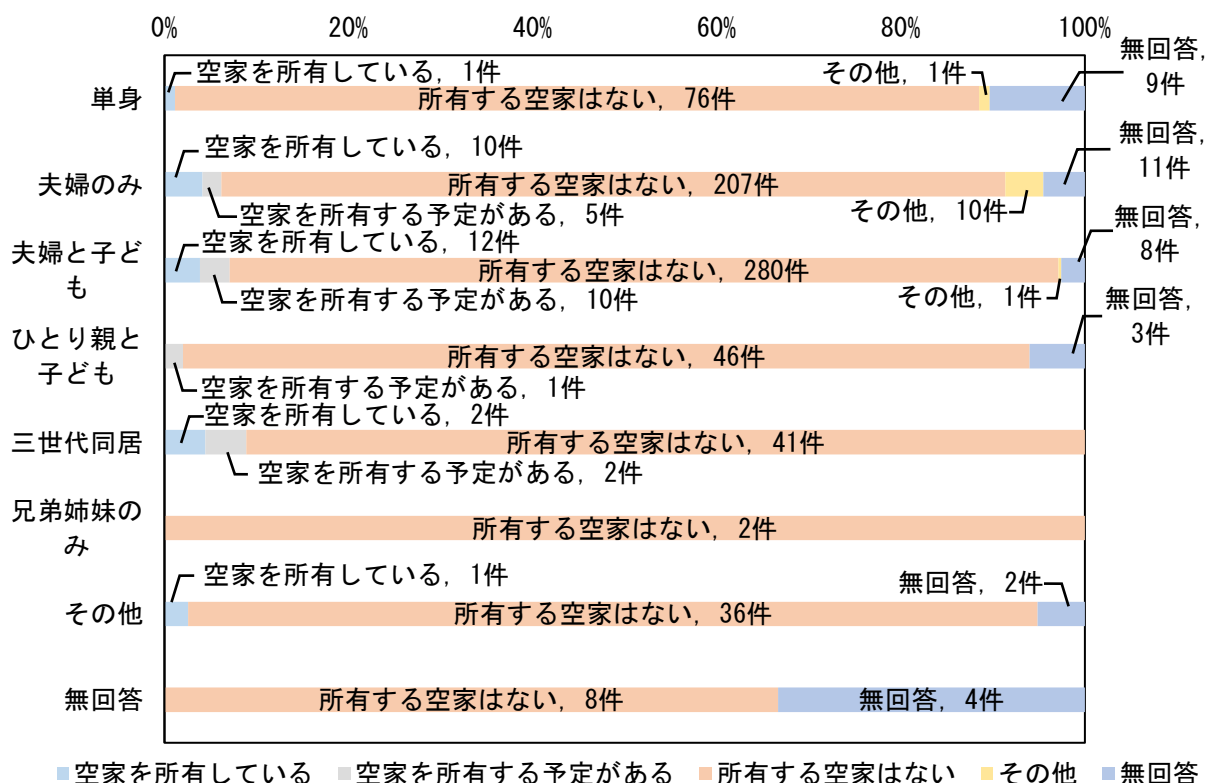 0% 20% 40% 60% 80% 100%
単身
空家を所有している, 1件
所有する空家はない, 76件
その他, 1件
無回答,
9件
夫婦のみ
空家を所有している, 10件
空家を所有する予定がある, 5件
所有する空家はない, 207件
その他, 10件
無回答,
11件
夫婦と子ど
も
空家を所有している, 12件
空家を所有する予定がある, 10件
所有する空家はない, 280件
その他, 1件
無回答,
8件
ひとり親と
子ども
空家を所有する予定がある, 1件
所有する空家はない, 46件
無回答,
3件
三世代同居
空家を所有している, 2件
空家を所有する予定がある, 2件
所有する空家はない, 41件
兄弟姉妹の
み
所有する空家はない, 2件
その他
空家を所有している, 1件
所有する空家はない, 36件
無回答, 2件
無回答
所有する空家はない, 8件
無回答, 4件
空家を所有している 空家を所有する予定がある 所有する空家はない その他 無回答